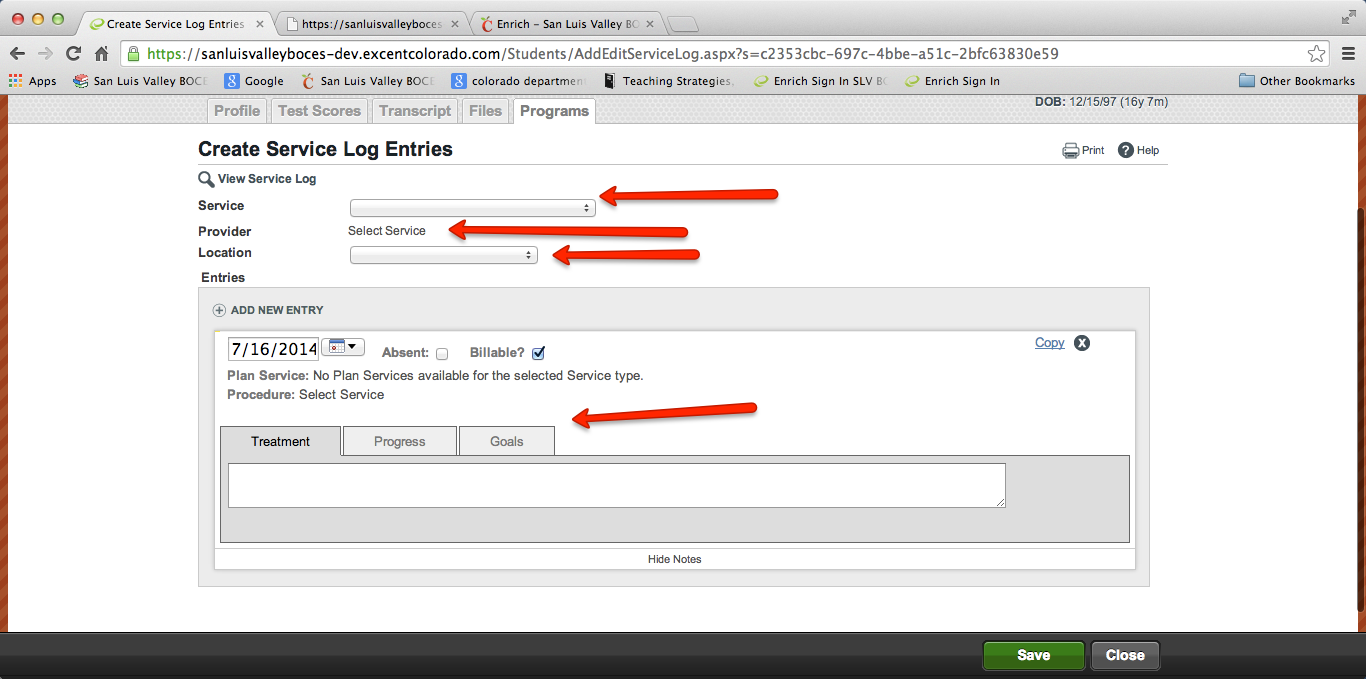 Create Service Log Entries
https://sanluisvalleyboces
Enrich – San Luis Valley BO
https://sanluisvalleyboces-dev.excentcolorado.com/Students/AddEditServiceLog.aspx?s=c2353cbc-697c-4bbe-a51c-2bfc63830e59
Apps San Luis Valley BOCE Google San Luis Valley BOCE colorado departmen Teaching Strategies. Enrich Sign In SLV BO Enrich Sign In Other Bookmarks
Profile Test Scores Transcript Files Programs DOB: 12/15/97 (16y 7m)
Create Service Log Entries Print ? Help
View Service Log
Service
Provider Select Service
Location
Entries
ADD NEW ENTRY
7/16/2014 Absent: Billable? Copy X
Plan Service: No Plan Services available for the selected Service type.
Procedure: Select Service
Treatment Progress Goals
Hide Notes
Save Close